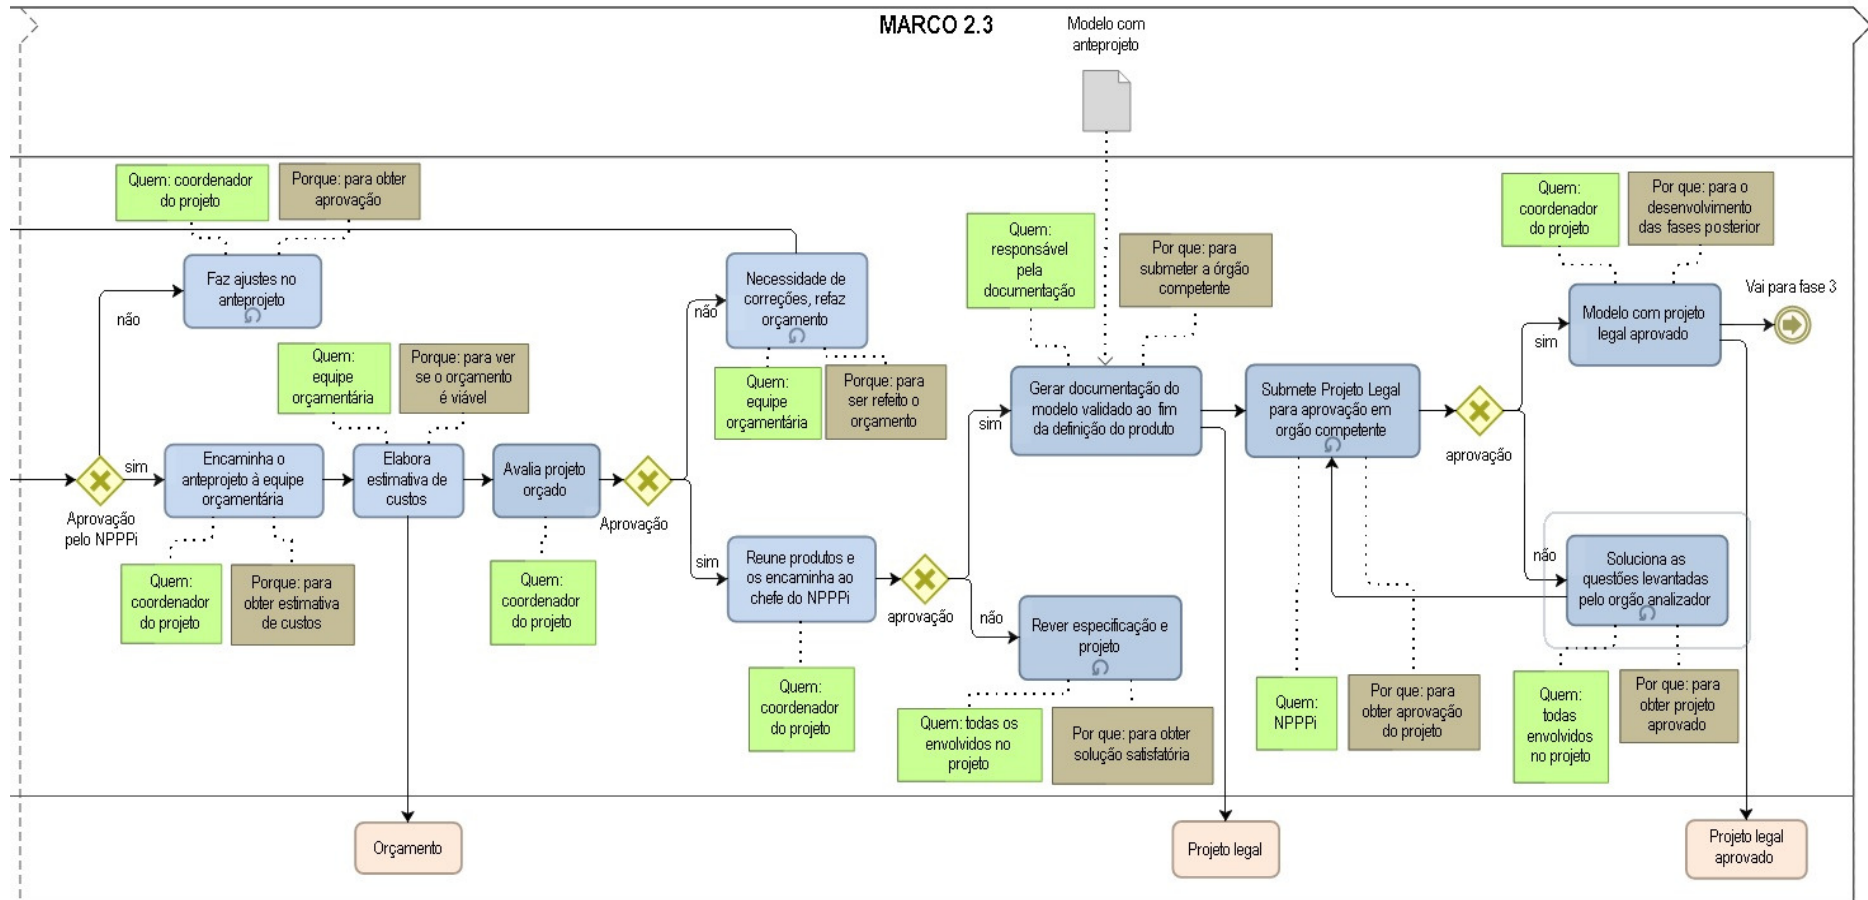 MARCO 2.3
Modelo com
anteprojeto
Quem: coordenador
do projeto
Porque: para obter
aprovação
Faz ajustes no
anteprojeto
não
Quem:
equipe
orçamentária
Porque: para ver
se o orçamento
é viável
sim
Aprovação
pelo NPPPi
Encaminha o
anteprojeto à equipe
orçamentária
Elabora
estimativa de
custos
Avalia projeto
orçado
Aprovação
Quem:
coordenador
do projeto
Porque: para
obter estimativa
de custos
Quem:
coordenador
do projeto
Necessidade de
correções, refaz
orçamento
não
Quem:
equipe
orçamentária
Porque: para
ser refeito o
orçamento
sim
Reune produtos e
os encaminha ao
chefe do NPPPi
Quem:
coordenador
do projeto
aprovação
Quem:
responsável
pela
documentação
Por que: para
submeter a órgão
competente
sim
Gerar documentação do
modelo validado ao fim
da definição do produto
não
Rever especificação e
projeto
Quem: todas os
envolvidos no
projeto
Por que: para obter
solução satisfatória
Submete Projeto Legal
para aprovação em
orgão competente
Quem:
NPPPi
Por que: para
obter aprovação
do projeto
aprovação
Quem:
coordenador
do projeto
Por que: para o
desenvolvimento
das fases posterior
sim
Modelo com projeto
legal aprovado
Vai para fase 3
não
Soluciona as
questões levantadas
pelo orgão analizador
Quem:
todas
envolvidos
no projeto
Por que: para
obter projeto
aprovado
Orçamento
Projeto legal
Projeto legal
aprovado